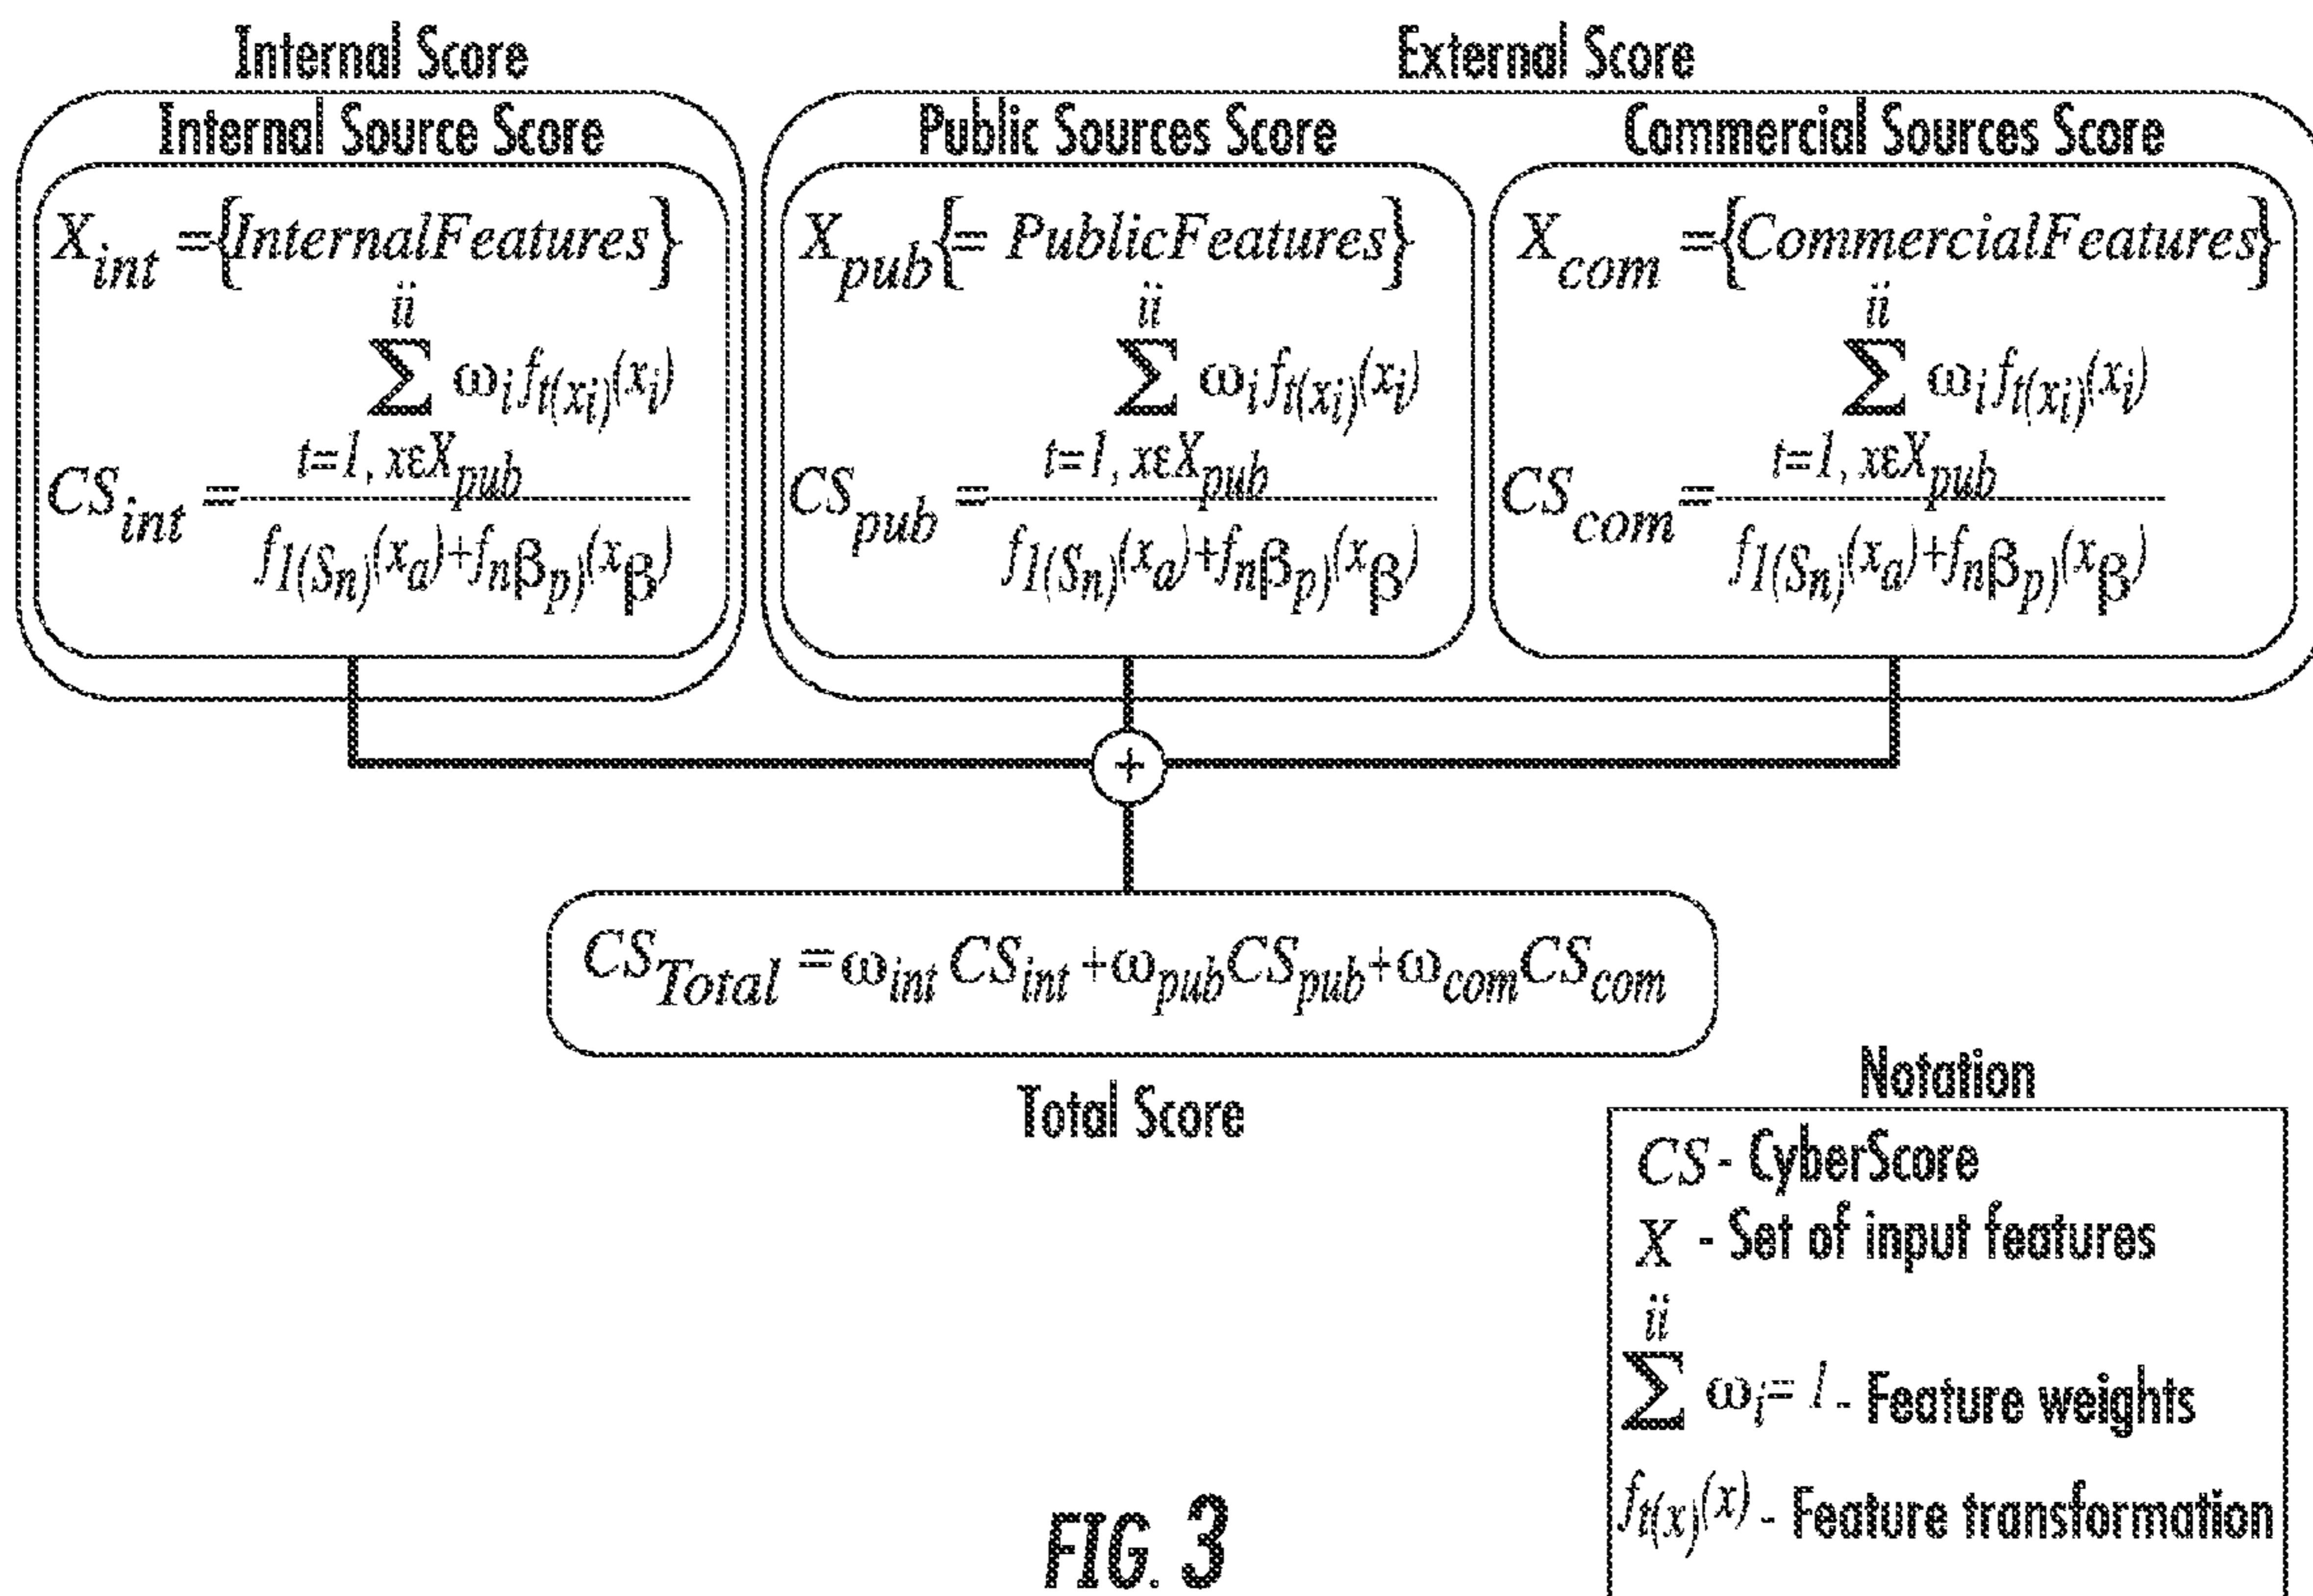 Internal Score
External Score
Internal Source Score
Public Sources Score
Commercial Sources Score
X_int ={InternalFeatures}
X_pub{= PublicFeatures}
X_com ={CommercialFeatures}
ii
∑ ω_i f_t(x_i)(x_i)
t=1, xεX_pub
CS_int =
f_1(S_n)(x_a)+f_nβ_p)(x_β)
ii
∑ ω_i f_t(x_i)(x_i)
t=1, xεX_pub
CS_pub =
f_1(S_n)(x_a)+f_nβ_p)(x_β)
ii
∑ ω_i f_t(x_i)(x_i)
t=1, xεX_pub
CS_com=
f_1(S_n)(x_a)+f_nβ_p)(x_β)
+
CS_Total =ω_int CS_int+ω_pub CS_pub+ω_com CS_com
Total Score
Notation
CS - CyberScore
X - Set of input features
ii
∑ ω_i= 1 - Feature weights
f_t(x)(x) - Feature transformation
FIG. 3